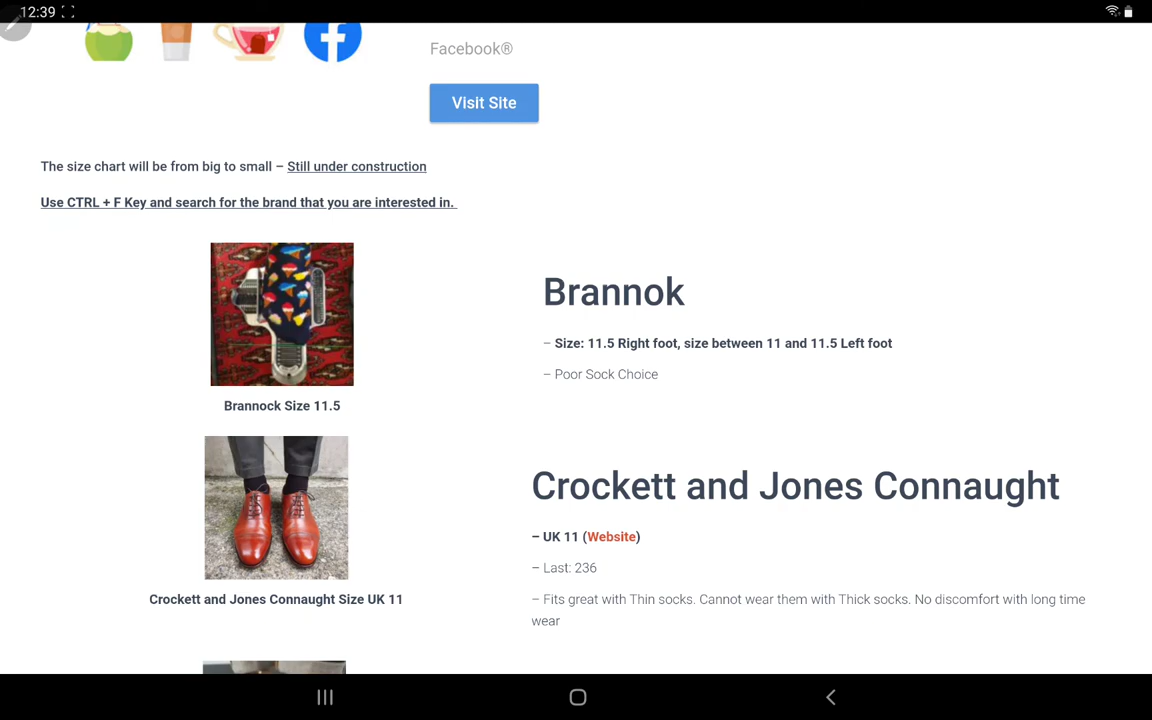 12:39
Facebook®
Visit Site
The size chart will be from big to small – Still under construction
Use CTRL + F Key and search for the brand that you are interested in.
Brannok
– Size: 11.5 Right foot, size between 11 and 11.5 Left foot
– Poor Sock Choice
Brannock Size 11.5
Crockett and Jones Connaught
– UK 11 (Website)
– Last: 236
– Fits great with Thin socks. Cannot wear them with Thick socks. No discomfort with long time
wear
Crockett and Jones Connaught Size UK 11